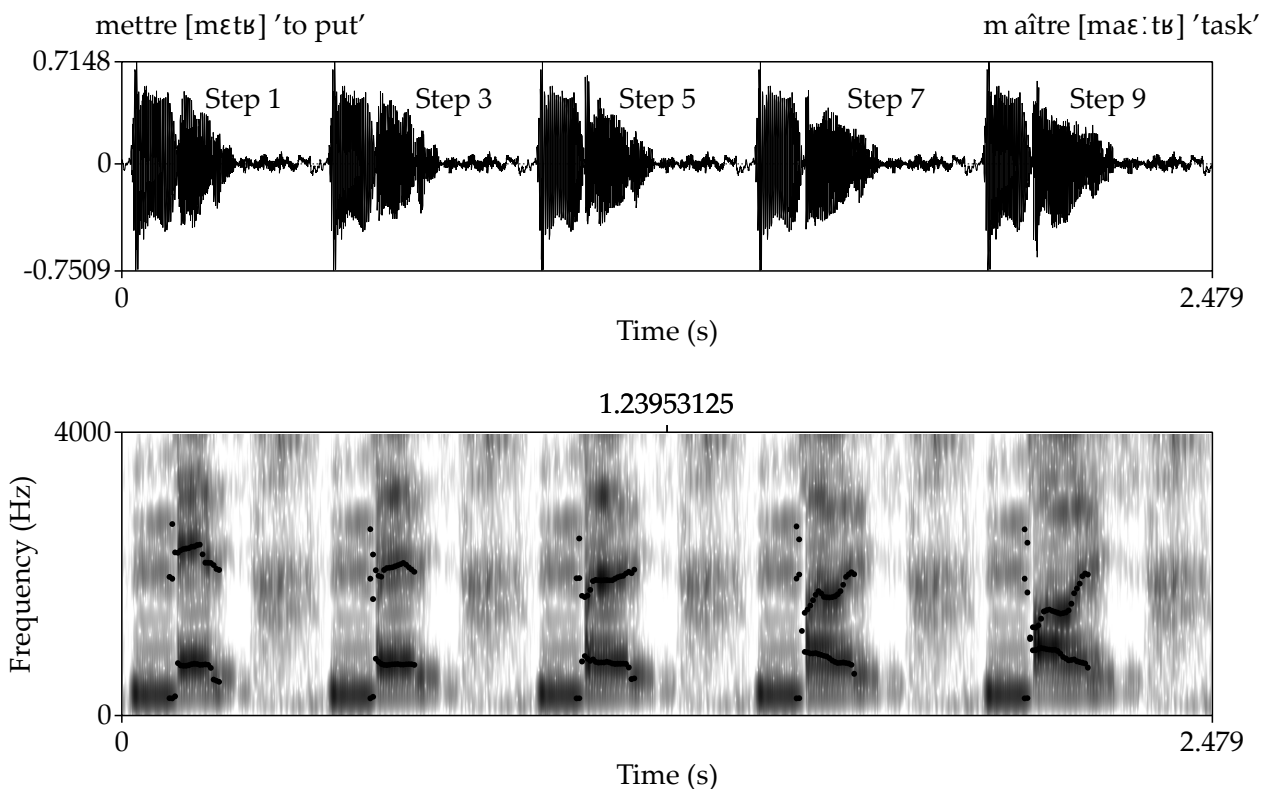 mettre [mɛtʁ] ’to put’ m aître [maɛːtʁ] ’task’
0.7148
Step 1 Step 3 Step 5 Step 7 Step 9
0
-0.7509
0 2.479
Time (s)
1.23953125
4000
Frequency (Hz)
0
0 2.479
Time (s)